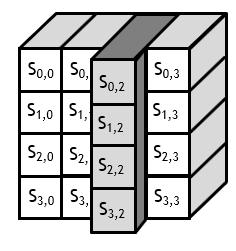 S0,0 S0, S0,2 S0,3
S1,0 S1, S1,2 S1,3
S2,0 S2, S2,2 S2,3
S3,0 S3, S3,2 S3,3